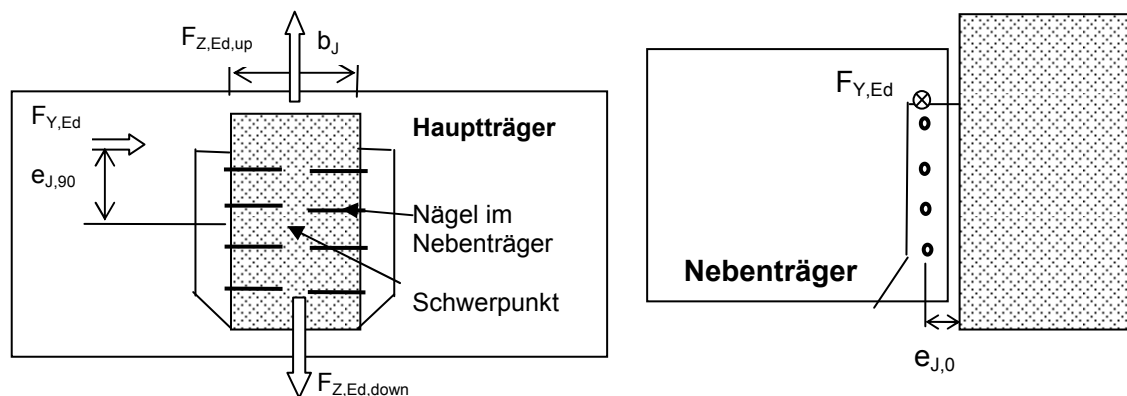 F_Z,Ed,up
b_J
F_Y,Ed
Hauptträger
e_J,90
Nägel im
Nebenträger
Schwerpunkt
F_Z,Ed,down
F_Y,Ed
Nebenträger
e_J,0